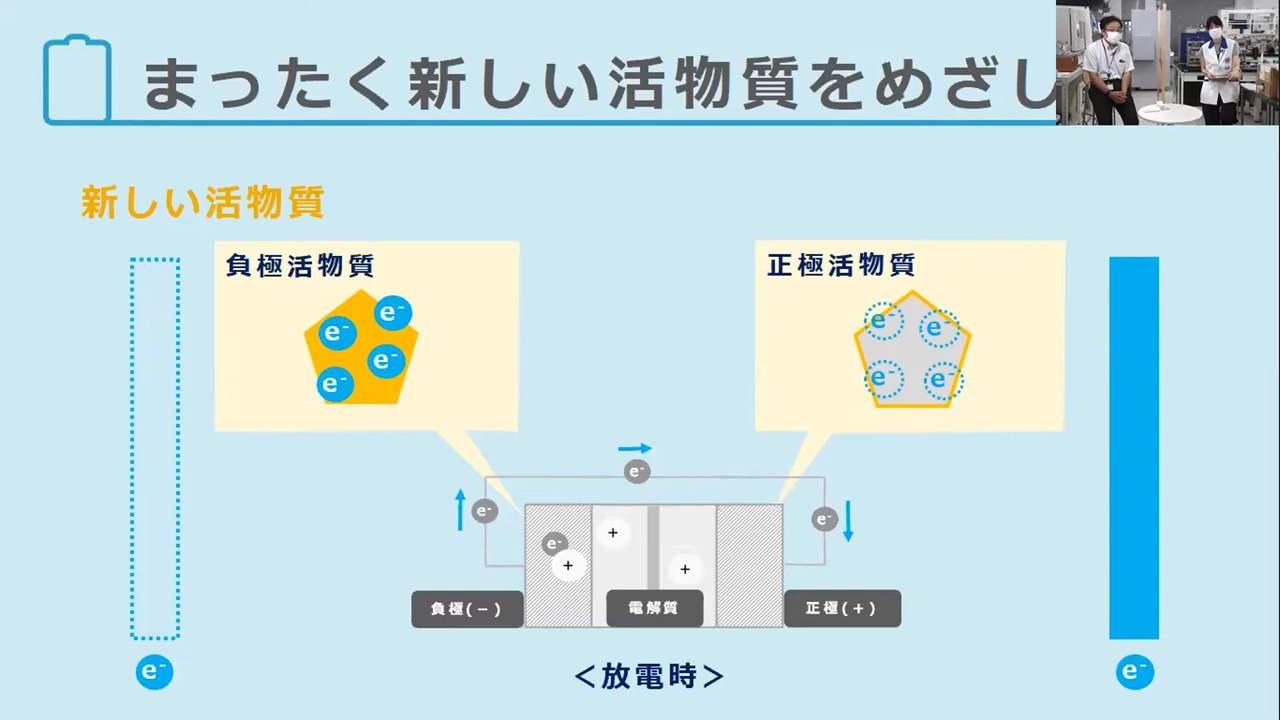 まったく新しい活物質をめざし
新しい活物質
負極活物質
正極活物質
e⁻
e⁻
e⁻
e⁻
e⁻
e⁻
e⁻
e⁻
e⁻
e⁻
e⁻
e⁻
+
+
+
負極(−)
電解質
正極(+)
e⁻
＜放電時＞
e⁻